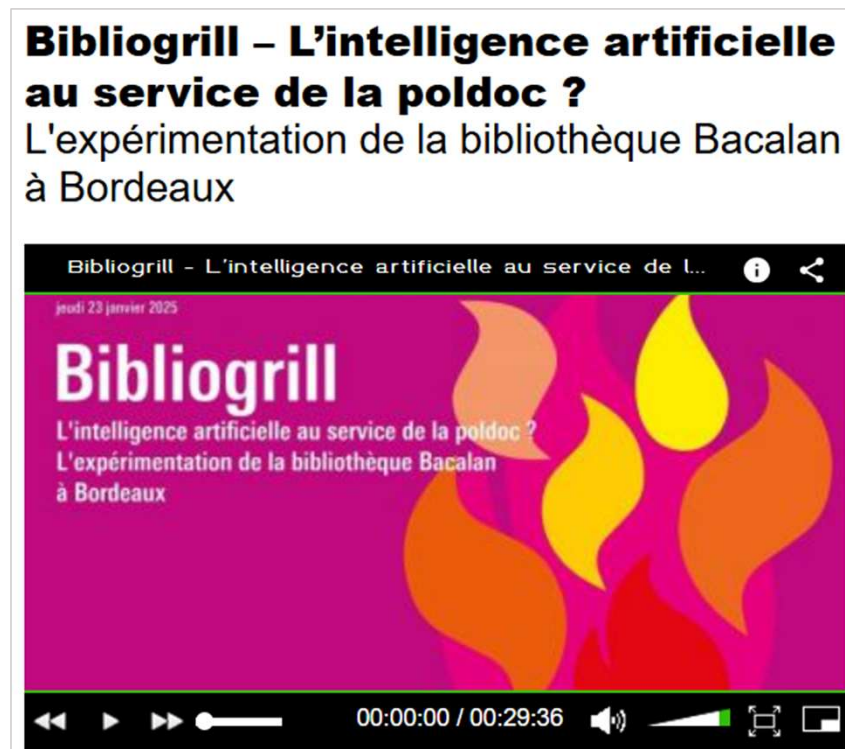 Bibliogrill – L’intelligence artificielle
au service de la poldoc ?
L'expérimentation de la bibliothèque Bacalan
à Bordeaux
Bibliogrill - L'intelligence artificielle au service de l...
jeudi 23 janvier 2025
Bibliogrill
L'intelligence artificielle au service de la poldoc ?
L'expérimentation de la bibliothèque Bacalan
à Bordeaux
00:00:00 / 00:29:36